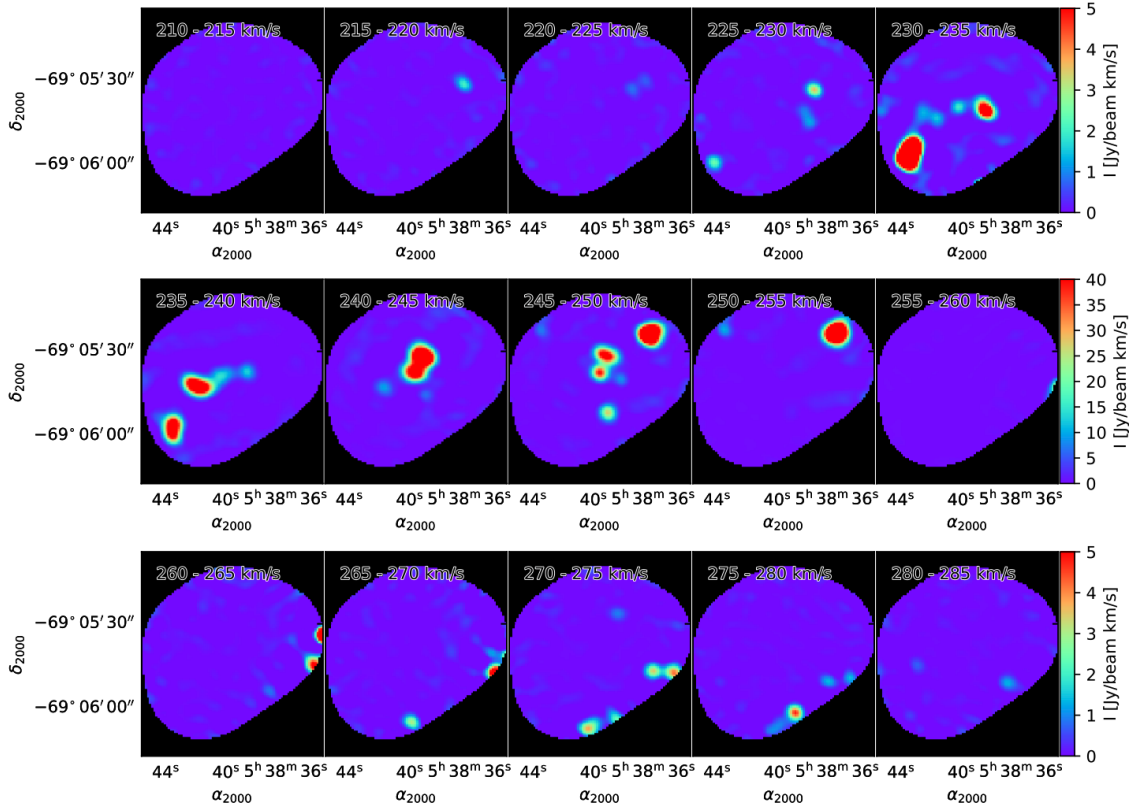 210 - 215 km/s 215 - 220 km/s 220 - 225 km/s 225 - 230 km/s 230 - 235 km/s
5
4
3
2
1
0
I [Jy/beam km/s]
−69° 05′ 30″
−69° 06′ 00″
δ2000
44ˢ 40ˢ 5ʰ 38ᵐ 36ˢ 44ˢ 40ˢ 5ʰ 38ᵐ 36ˢ 44ˢ 40ˢ 5ʰ 38ᵐ 36ˢ 44ˢ 40ˢ 5ʰ 38ᵐ 36ˢ 44ˢ 40ˢ 5ʰ 38ᵐ 36ˢ
α2000 α2000 α2000 α2000 α2000
235 - 240 km/s 240 - 245 km/s 245 - 250 km/s 250 - 255 km/s 255 - 260 km/s
40
35
30
25
20
15
10
5
0
I [Jy/beam km/s]
−69° 05′ 30″
−69° 06′ 00″
δ2000
44ˢ 40ˢ 5ʰ 38ᵐ 36ˢ 44ˢ 40ˢ 5ʰ 38ᵐ 36ˢ 44ˢ 40ˢ 5ʰ 38ᵐ 36ˢ 44ˢ 40ˢ 5ʰ 38ᵐ 36ˢ 44ˢ 40ˢ 5ʰ 38ᵐ 36ˢ
α2000 α2000 α2000 α2000 α2000
260 - 265 km/s 265 - 270 km/s 270 - 275 km/s 275 - 280 km/s 280 - 285 km/s
5
4
3
2
1
0
I [Jy/beam km/s]
−69° 05′ 30″
−69° 06′ 00″
δ2000
44ˢ 40ˢ 5ʰ 38ᵐ 36ˢ 44ˢ 40ˢ 5ʰ 38ᵐ 36ˢ 44ˢ 40ˢ 5ʰ 38ᵐ 36ˢ 44ˢ 40ˢ 5ʰ 38ᵐ 36ˢ 44ˢ 40ˢ 5ʰ 38ᵐ 36ˢ
α2000 α2000 α2000 α2000 α2000